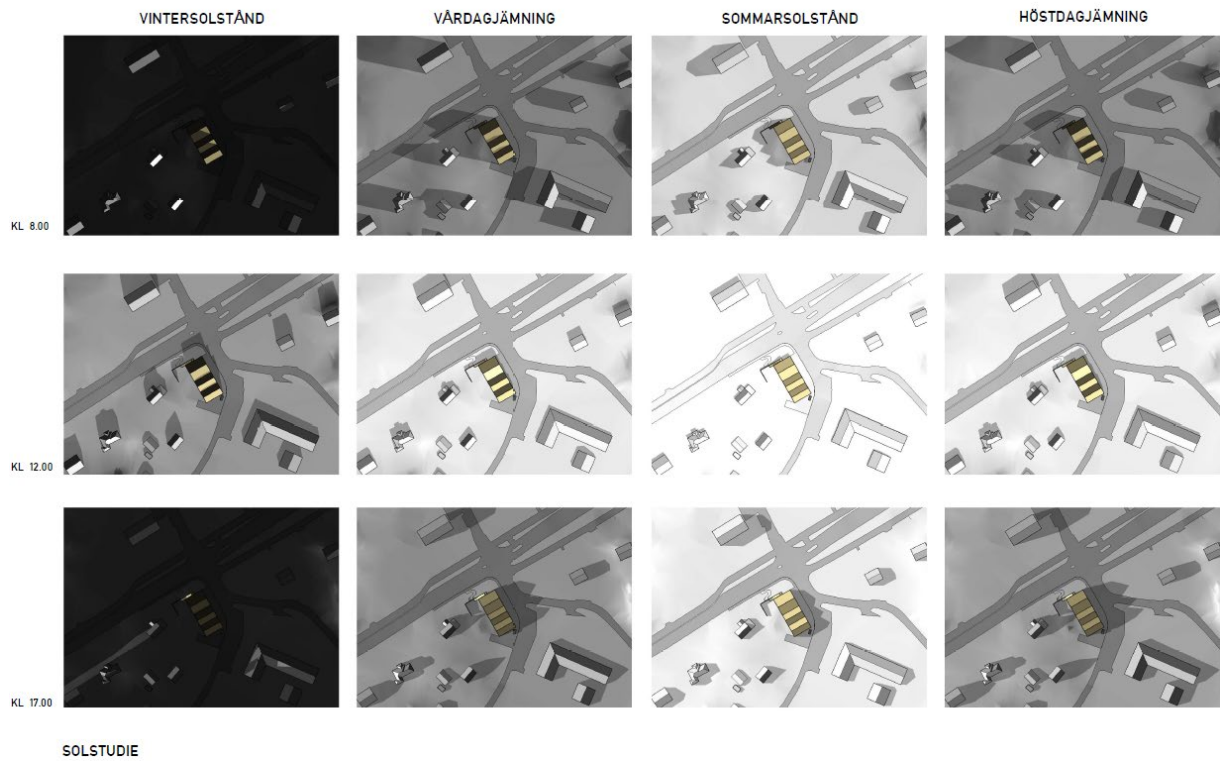 VINTERSOLSTÅND VÅRDAGJÄMNING SOMMARSOLSTÅND HÖSTDAGJÄMNING
KL 8.00
KL 12.00
KL 17.00
SOLSTUDIE